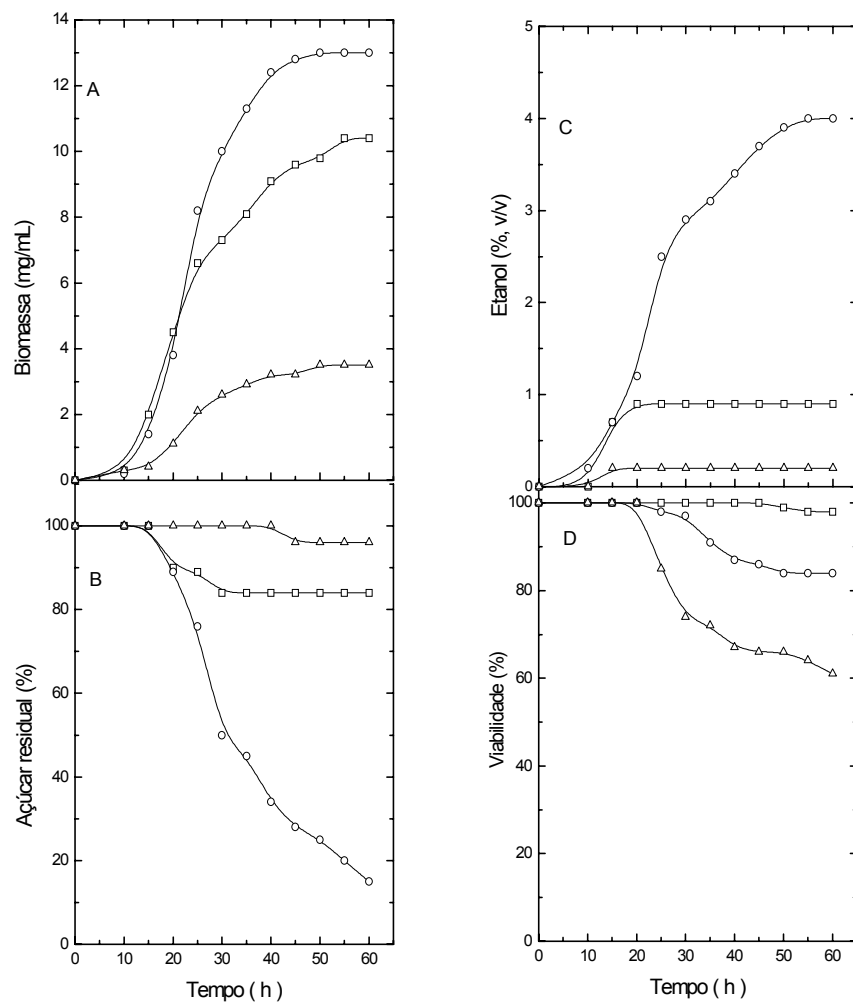 A
Biomassa (mg/mL)
14
12
10
8
6
4
2
0
B
Açúcar residual (%)
100
80
60
40
20
0
0 10 20 30 40 50 60
Tempo ( h )
C
Etanol (%, v/v)
5
4
3
2
1
0
D
Viabilidade (%)
100
80
60
40
20
0
0 10 20 30 40 50 60
Tempo ( h )